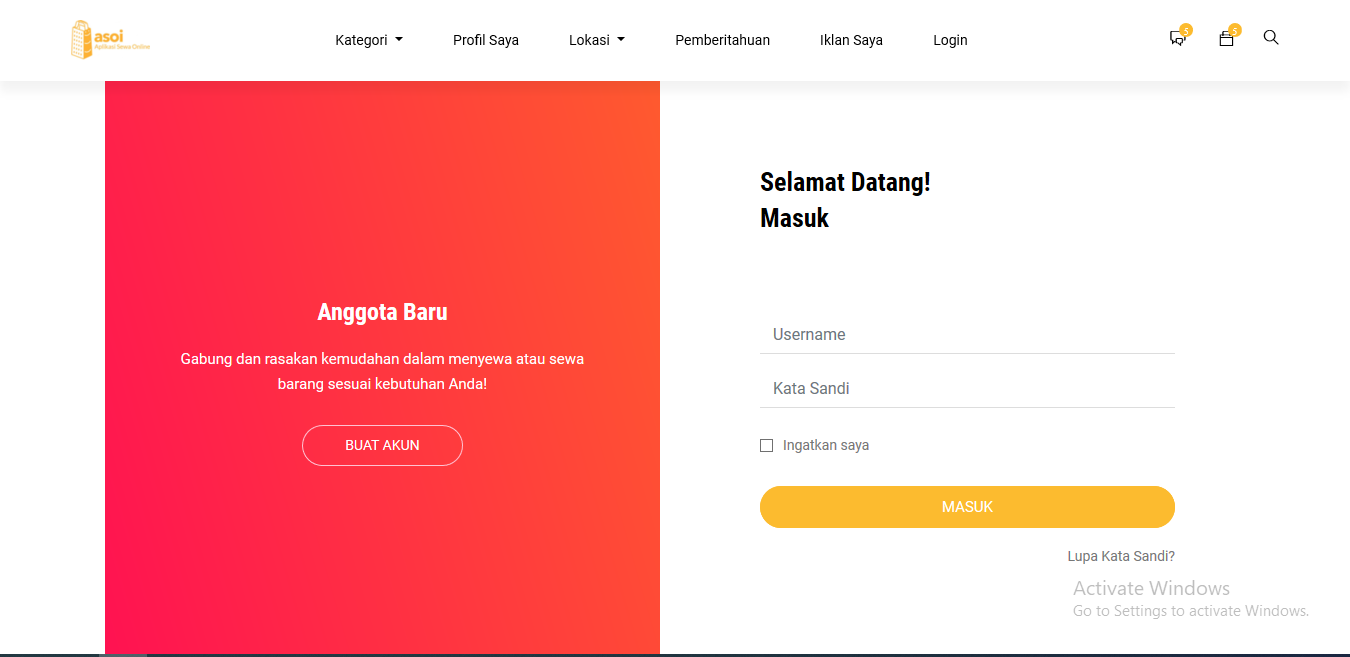 asoi
Aplikasi Sewa Online
Kategori
Profil Saya
Lokasi
Pemberitahuan
Iklan Saya
Login
5
5
Anggota Baru
Gabung dan rasakan kemudahan dalam menyewa atau sewa
barang sesuai kebutuhan Anda!
BUAT AKUN
Selamat Datang!
Masuk
Username
Kata Sandi
Ingatkan saya
MASUK
Lupa Kata Sandi?
Activate Windows
Go to Settings to activate Windows.